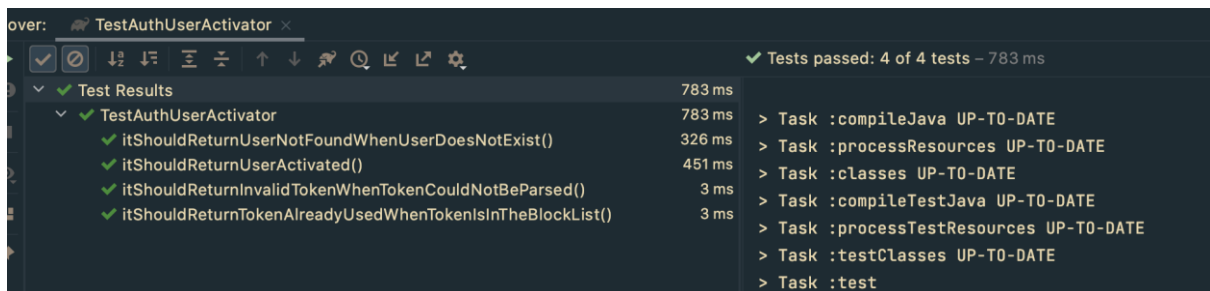 over: TestAuthUserActivator ×
Tests passed: 4 of 4 tests – 783 ms
Test Results 783 ms
TestAuthUserActivator 783 ms
itShouldReturnUserNotFoundWhenUserDoesNotExist() 326 ms
itShouldReturnUserActivated() 451 ms
itShouldReturnInvalidTokenWhenTokenCouldNotBeParsed() 3 ms
itShouldReturnTokenAlreadyUsedWhenTokenIsInTheBlockList() 3 ms
> Task :compileJava UP-TO-DATE
> Task :processResources UP-TO-DATE
> Task :classes UP-TO-DATE
> Task :compileTestJava UP-TO-DATE
> Task :processTestResources UP-TO-DATE
> Task :testClasses UP-TO-DATE
> Task :test